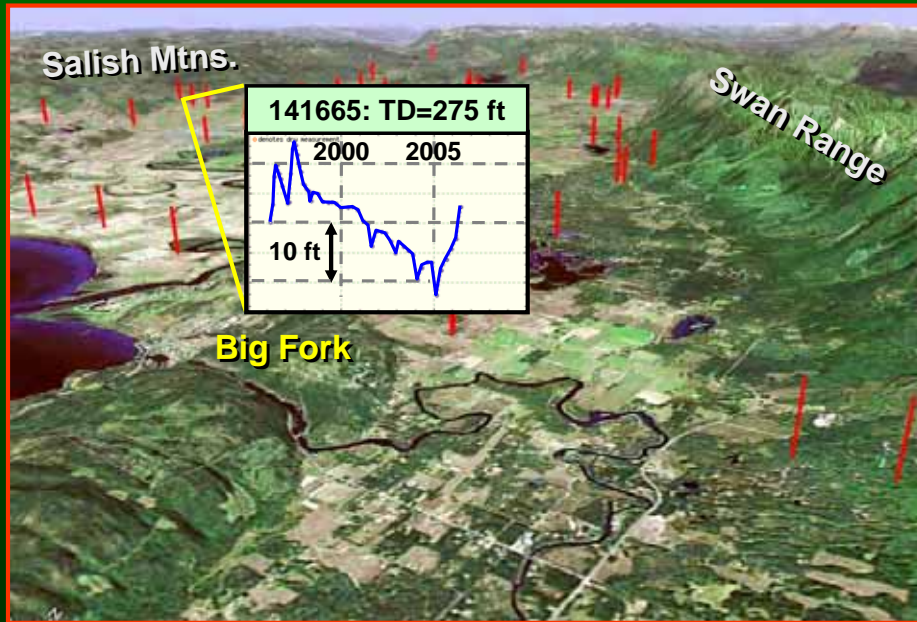 Salish Mtns.
Swan Range
141665: TD=275 ft
denotes dry measurement
2000 2005
10 ft
Big Fork